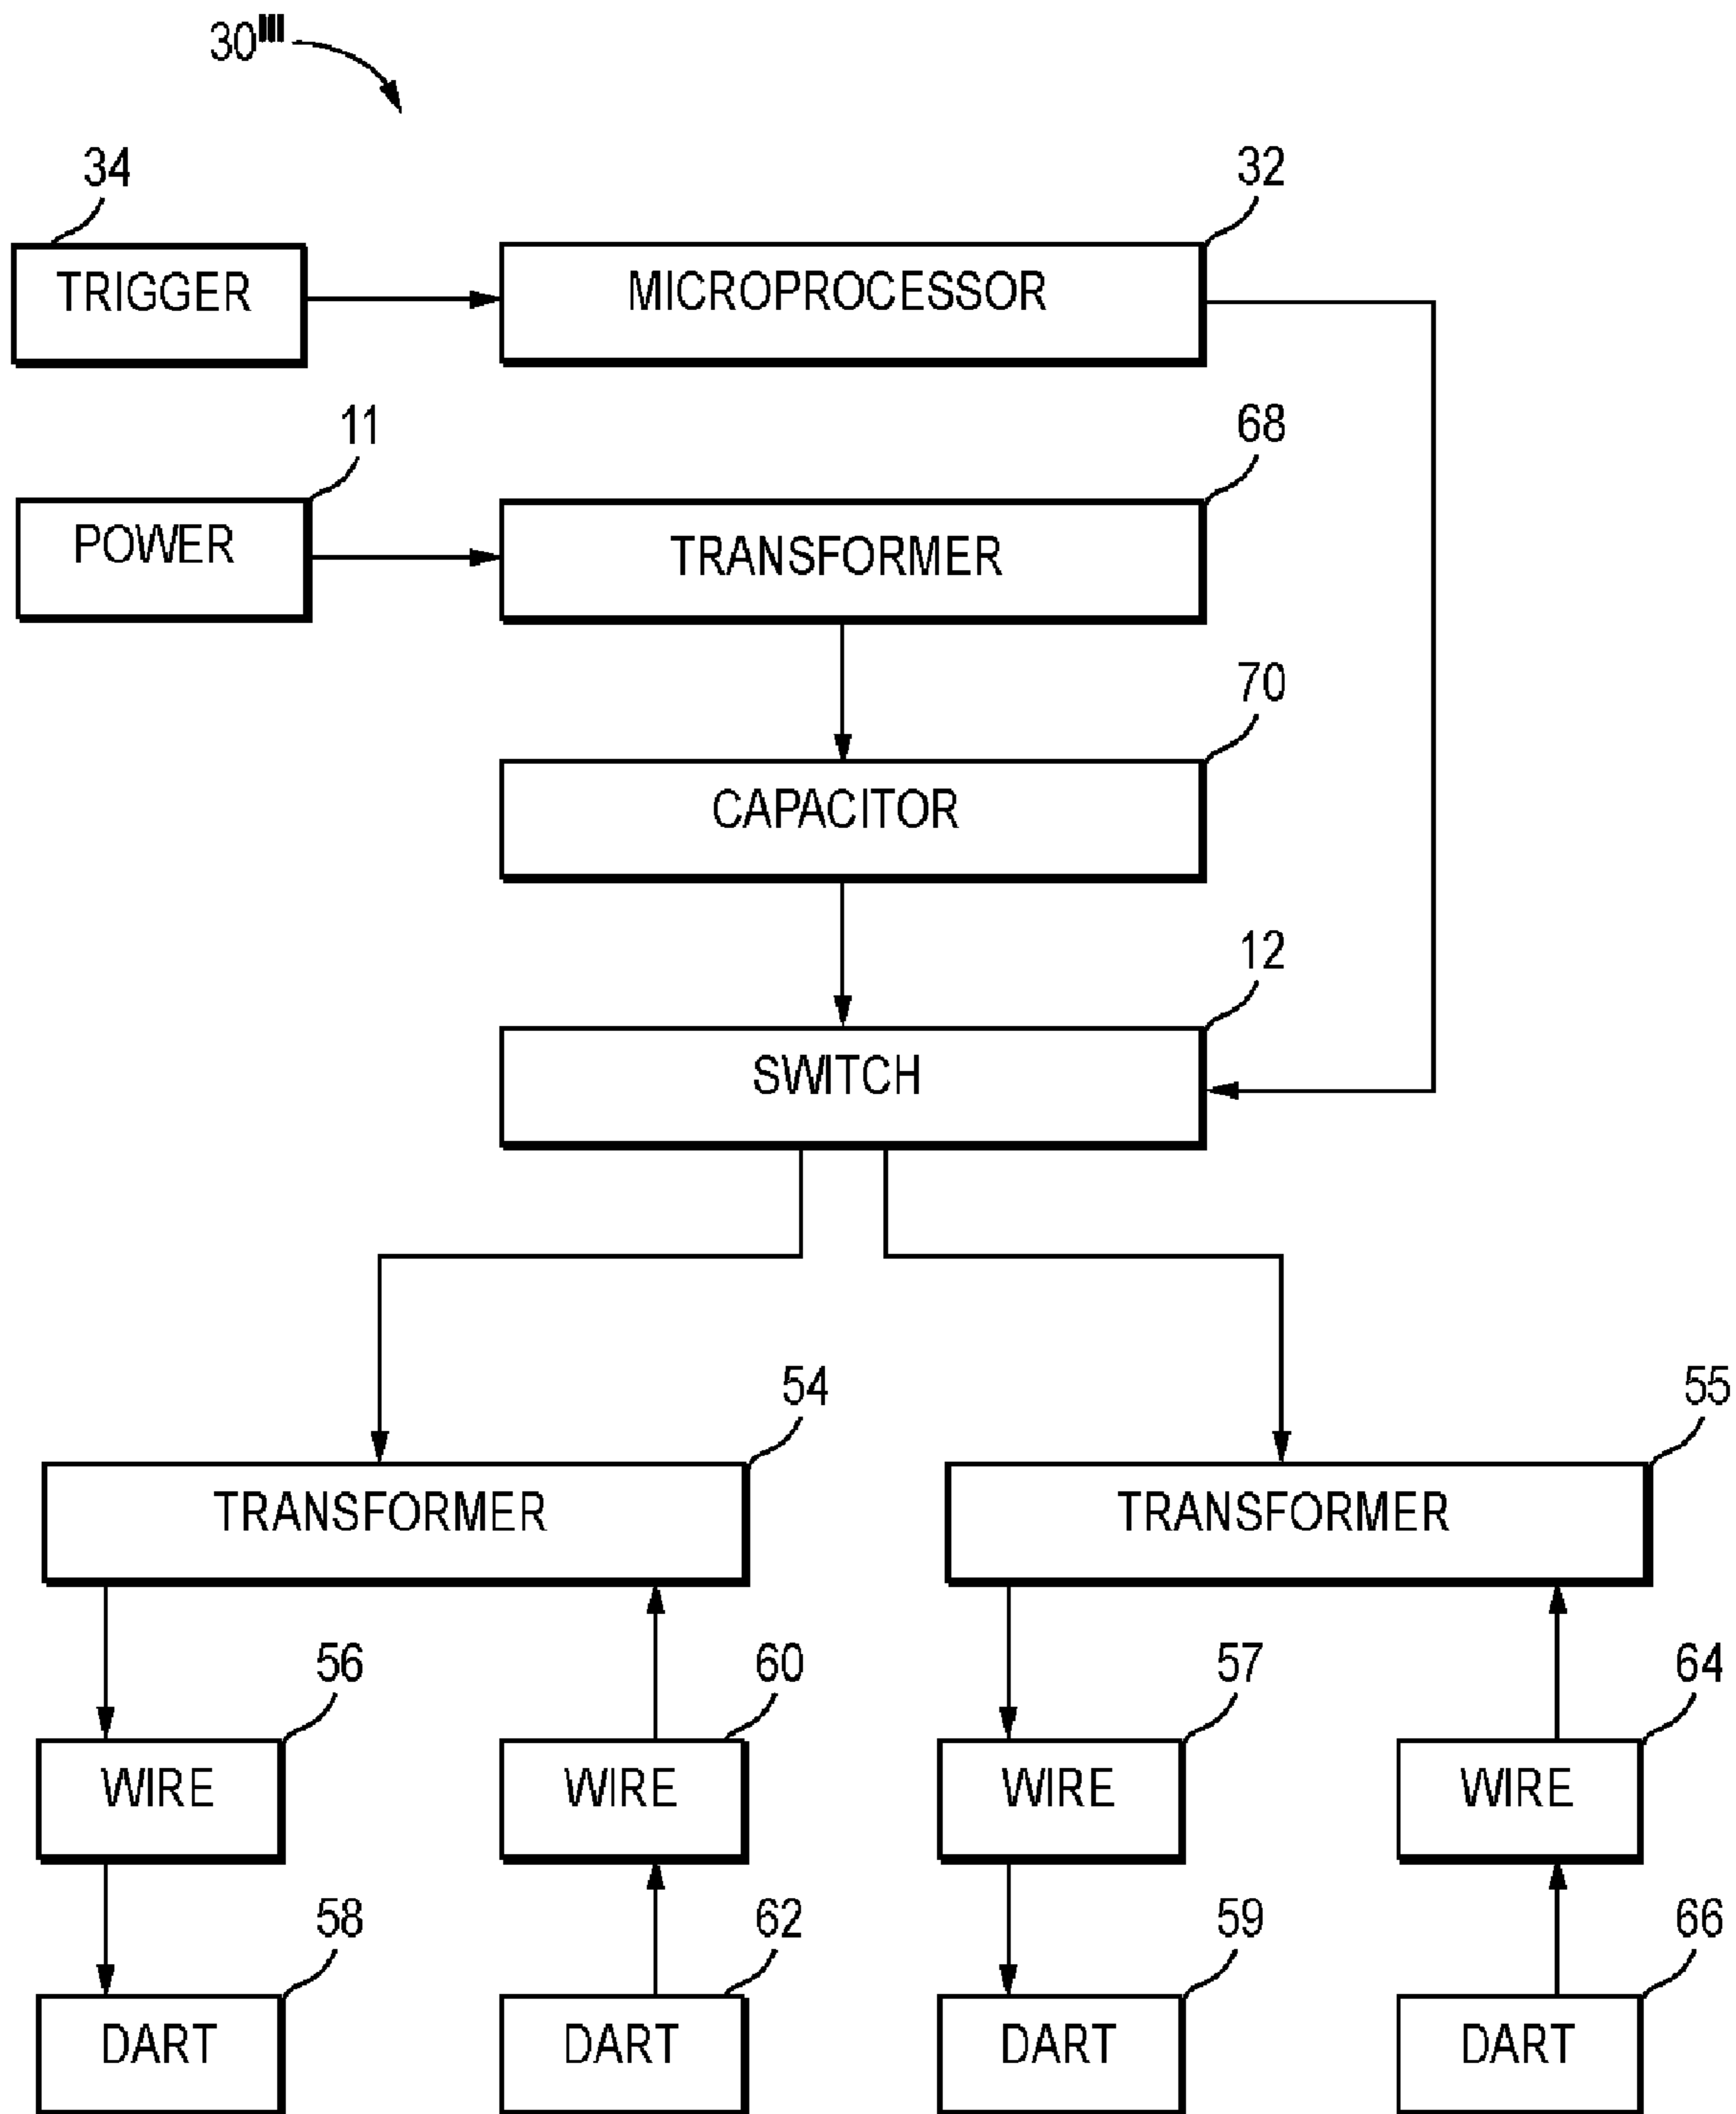 30''''
34
32
TRIGGER
MICROPROCESSOR
11
68
POWER
TRANSFORMER
70
CAPACITOR
12
SWITCH
54
55
TRANSFORMER
TRANSFORMER
56
60
57
64
WIRE
WIRE
WIRE
WIRE
58
62
59
66
DART
DART
DART
DART